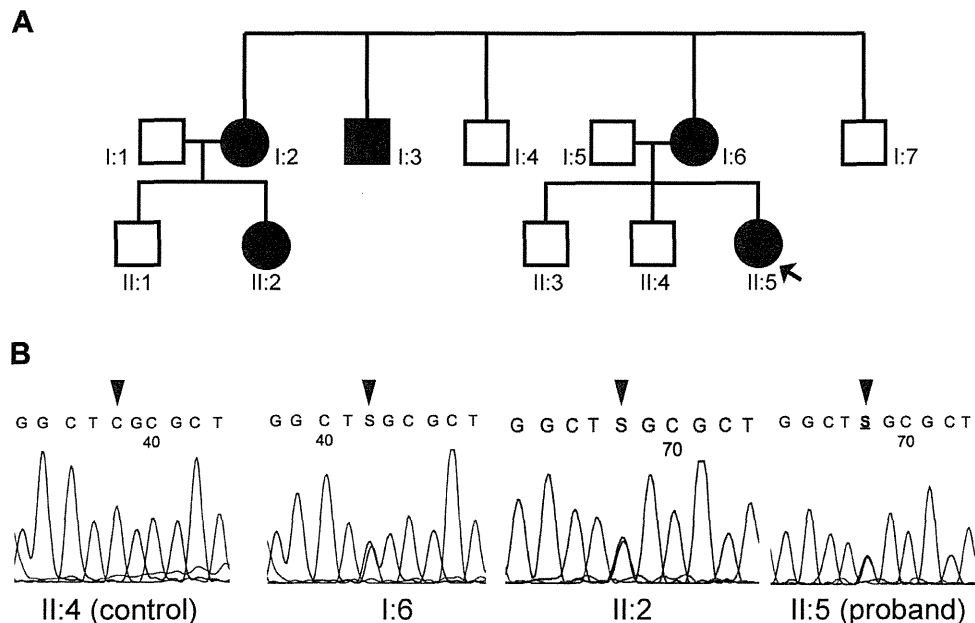 A
I:1
I:2
I:3
I:4
I:5
I:6
I:7
II:1
II:2
II:3
II:4
II:5
B
G G C T C G C G C T
40
G G C T S G C G C T
40
G G C T S G C G C T
70
G G C T S G C G C T
70
II:4 (control)
I:6
II:2
II:5 (proband)